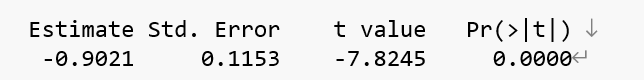 Estimate Std. Error t value Pr(>|t|) ↓
-0.9021 0.1153 -7.8245 0.0000↵